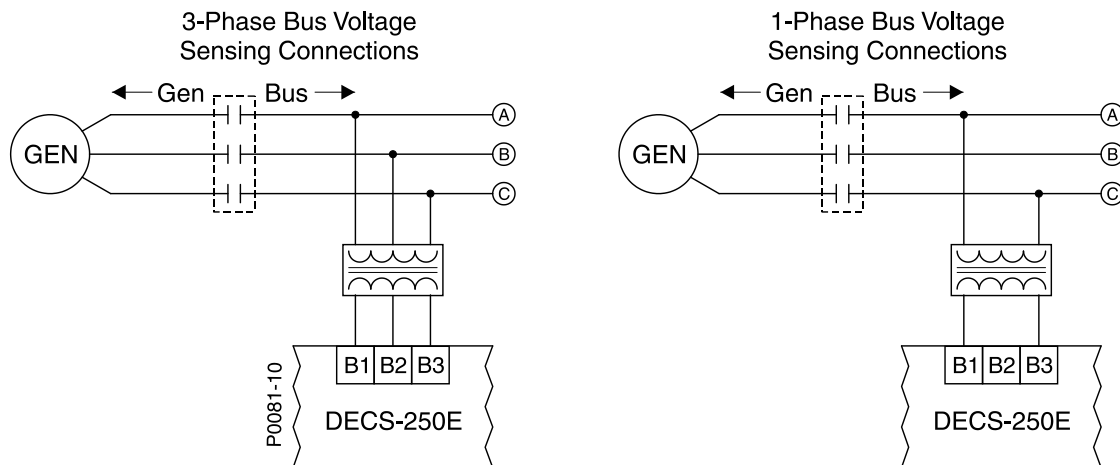 3-Phase Bus Voltage
Sensing Connections
Gen Bus
GEN
A
B
C
B1 B2 B3
DECS-250E
P0081-10
1-Phase Bus Voltage
Sensing Connections
Gen Bus
GEN
A
B
C
B1 B2 B3
DECS-250E